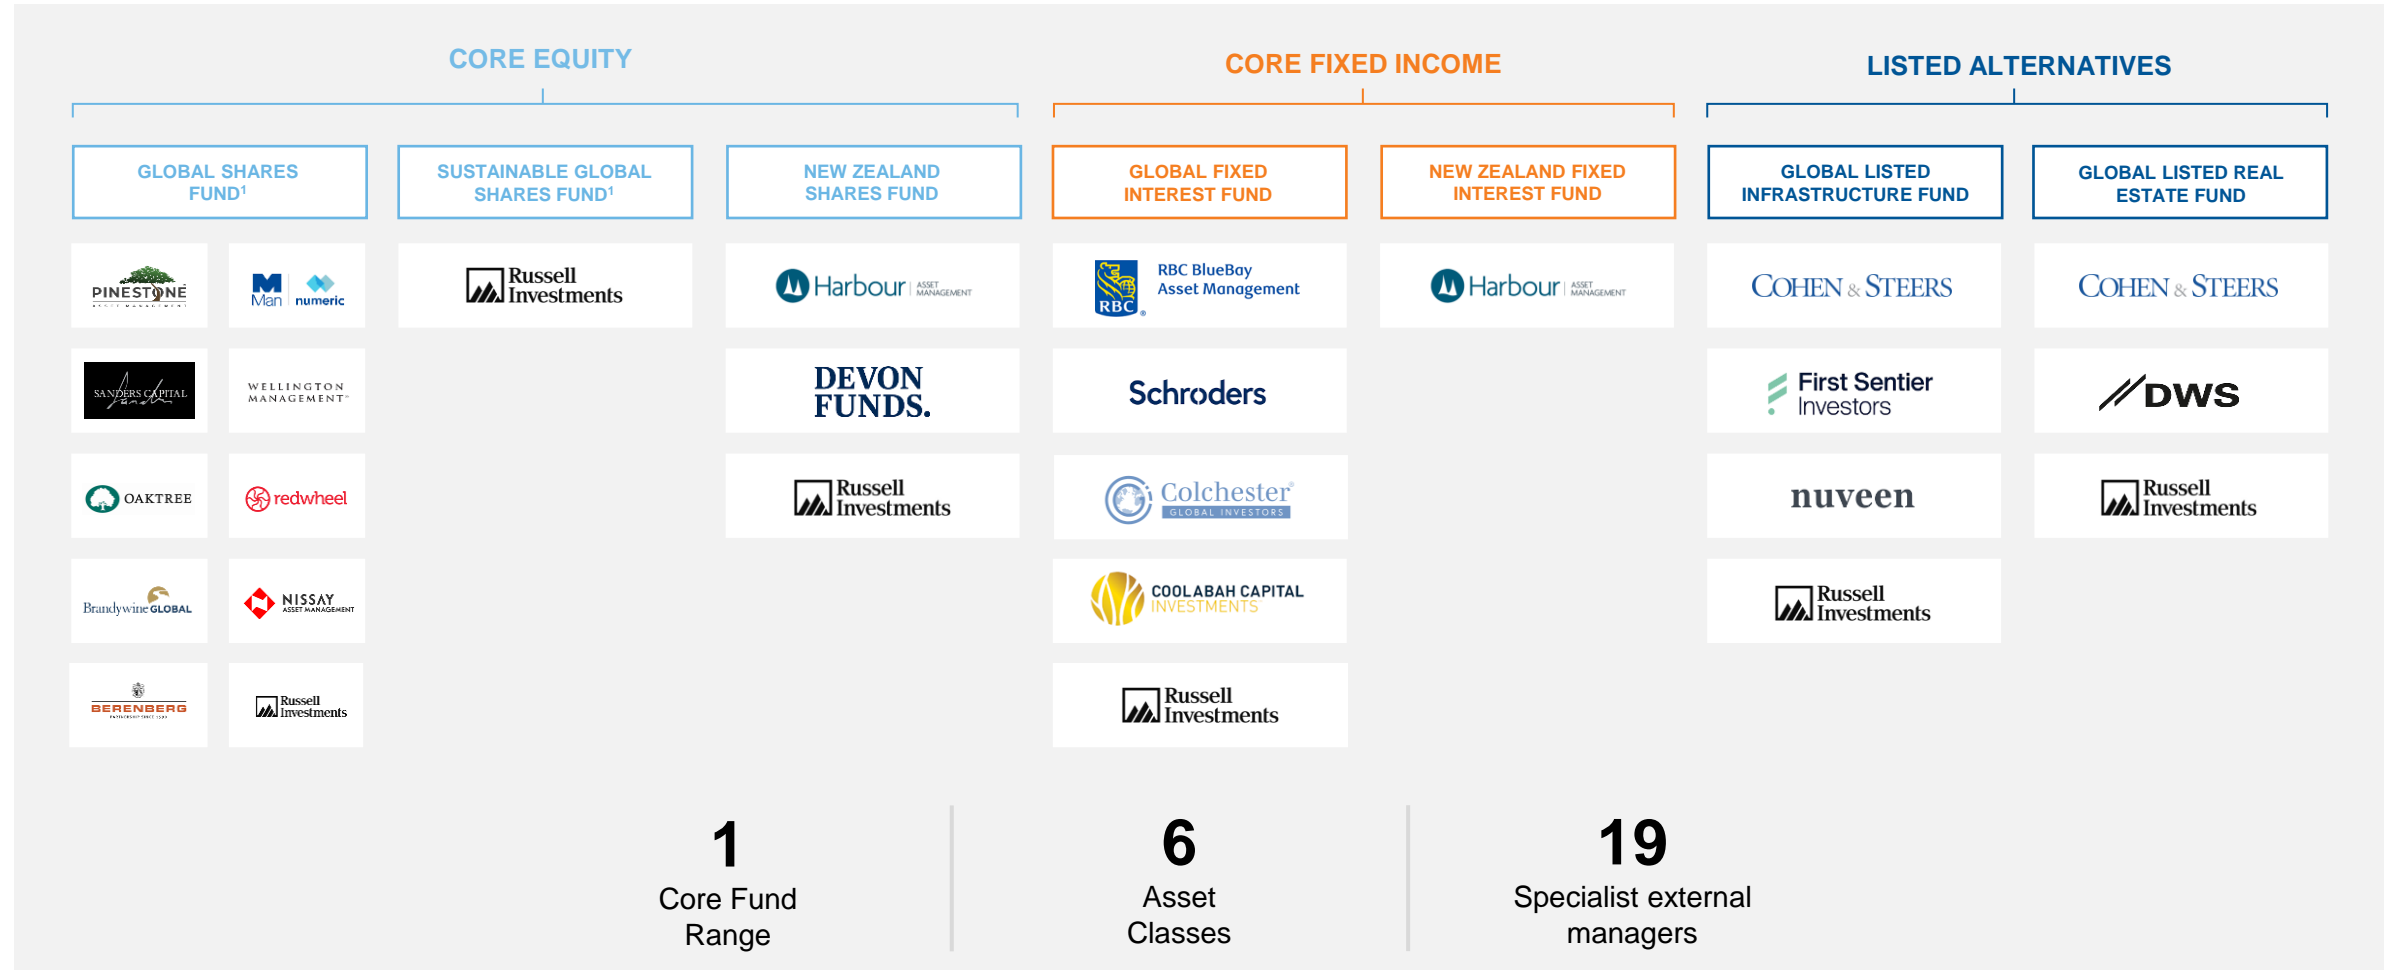 CORE EQUITY
CORE FIXED INCOME
LISTED ALTERNATIVES
GLOBAL SHARES
FUND¹
SUSTAINABLE GLOBAL
SHARES FUND¹
NEW ZEALAND
SHARES FUND
GLOBAL FIXED
INTEREST FUND
NEW ZEALAND FIXED
INTEREST FUND
GLOBAL LISTED
INFRASTRUCTURE FUND
GLOBAL LISTED REAL
ESTATE FUND
PINESTONE
ASSET MANAGEMENT
Man numeric
Russell
Investments
Harbour ASSET
MANAGEMENT
RBC BlueBay
Asset Management
RBC ®
Harbour ASSET
MANAGEMENT
COHEN & STEERS
COHEN & STEERS
SANDERS CAPITAL
WELLINGTON
MANAGEMENT®
DEVON
FUNDS.
Schroders
First Sentier
Investors
DWS
OAKTREE
redwheel
Russell
Investments
Colchester®
GLOBAL INVESTORS
nuveen
Russell
Investments
Brandywine GLOBAL
NISSAY
ASSET MANAGEMENT
COOLABAH CAPITAL
INVESTMENTS
Russell
Investments
BERENBERG
PARTNERSHIP SINCE 1590
Russell
Investments
Russell
Investments
1
Core Fund
Range
6
Asset
Classes
19
Specialist external
managers